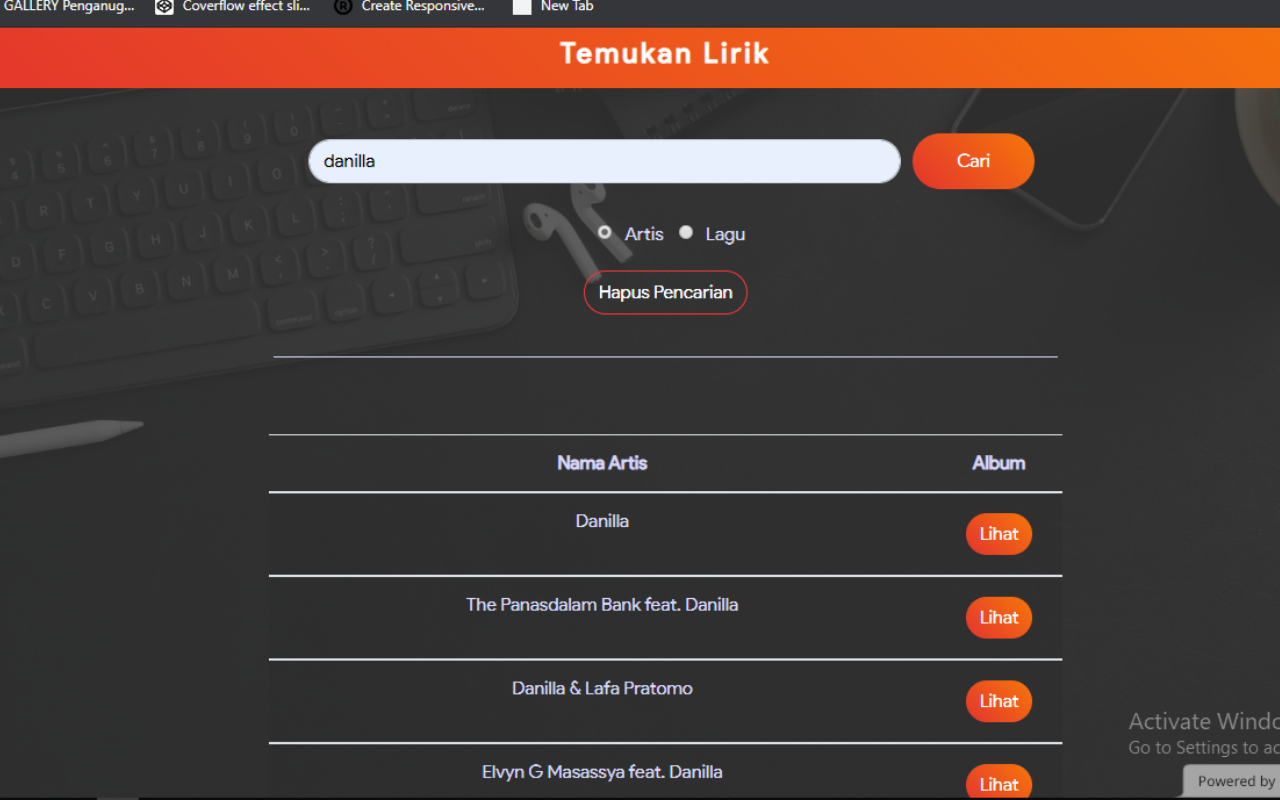 GALLERY Penganug... Coverflow effect sli... R Create Responsive... New Tab
Temukan Lirik
danilla Cari
Artis Lagu
Hapus Pencarian
Nama Artis Album
Danilla Lihat
The Panasdalam Bank feat. Danilla Lihat
Danilla & Lafa Pratomo Lihat
Elvyn G Masassya feat. Danilla Lihat
Activate Windo
Go to Settings to ac
Powered by